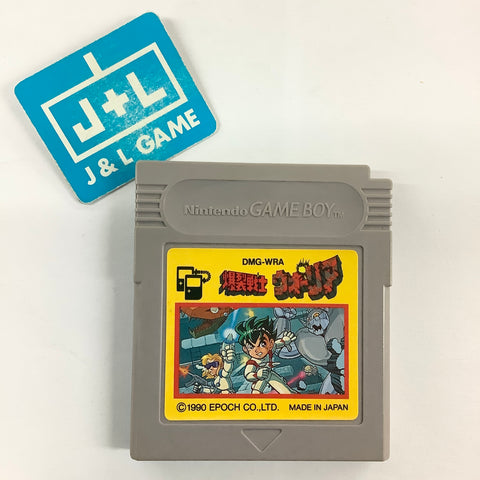 J+L
J & L GAME
Nintendo GAME BOY TM
DMG-WRA
爆裂戦士 ウォーリア
©1990 EPOCH CO.,LTD. MADE IN JAPAN